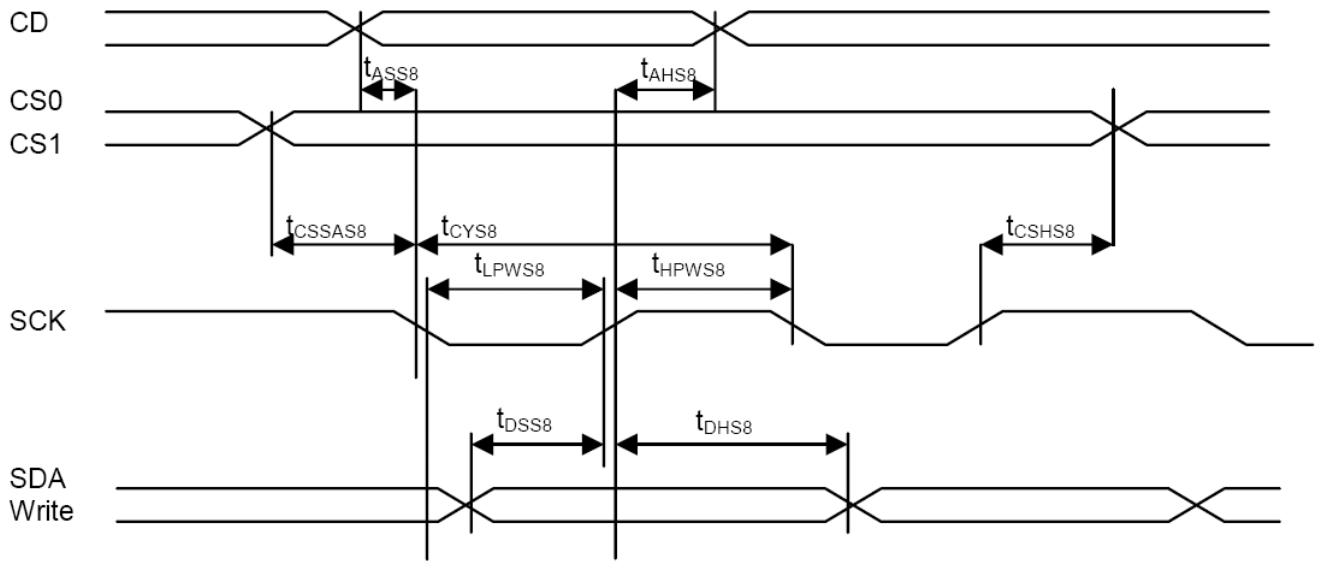 CD
tASS8
tAHS8
CS0
CS1
tCSSAS8
tCYS8
tCSHS8
tLPWS8
tHPWS8
SCK
tDSS8
tDHS8
SDA
Write